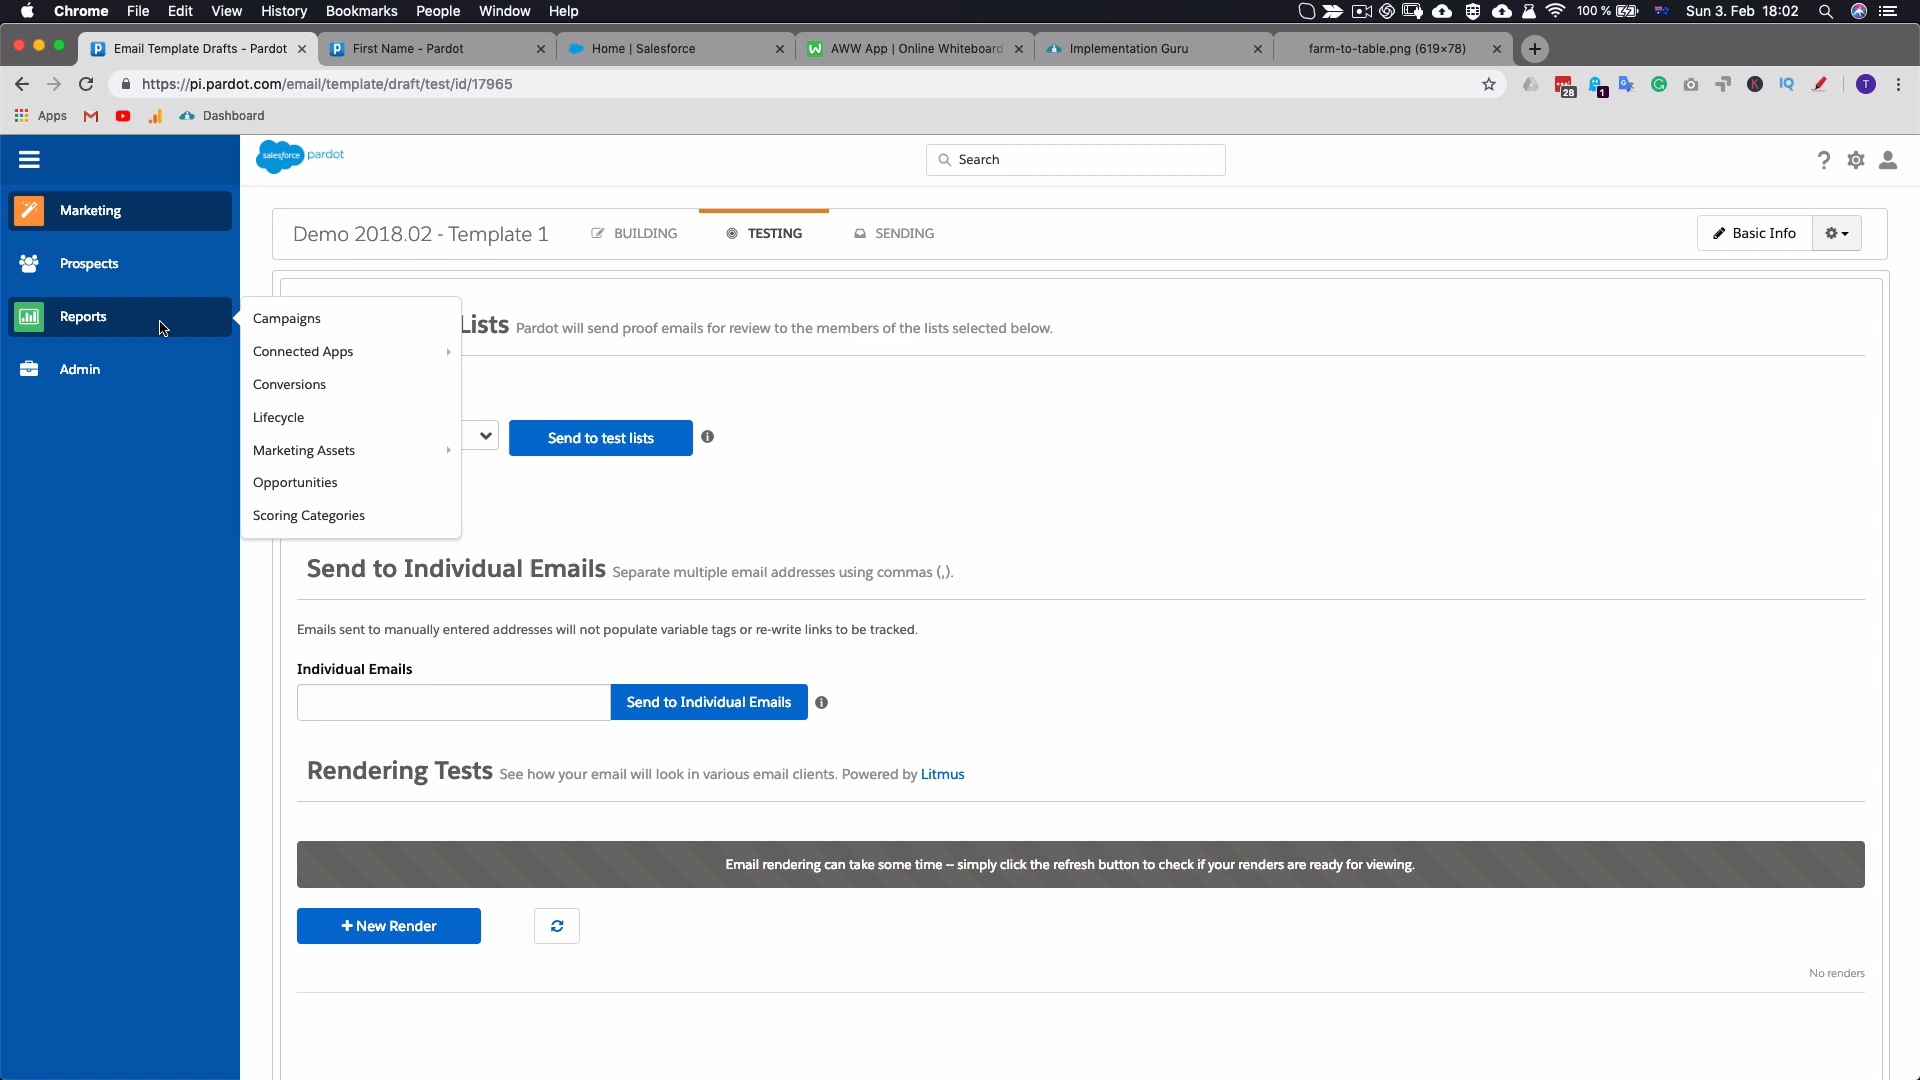 Chrome File Edit View History Bookmarks People Window Help 100 % Sun 3. Feb 18:02
Email Template Drafts - Pardot First Name - Pardot Home | Salesforce AWW App | Online Whiteboard Implementation Guru farm-to-table.png (619×78)
https://pi.pardot.com/email/template/draft/test/id/17965 28 1 K IQ T
Apps Dashboard
salesforce pardot Search
Marketing
Demo 2018.02 - Template 1 BUILDING TESTING SENDING Basic Info
Prospects
Reports
Admin
Campaigns
Connected Apps
Conversions
Lifecycle
Marketing Assets
Opportunities
Scoring Categories
Lists Pardot will send proof emails for review to the members of the lists selected below.
Send to test lists
Send to Individual Emails Separate multiple email addresses using commas (,).
Emails sent to manually entered addresses will not populate variable tags or re-write links to be tracked.
Individual Emails
Send to Individual Emails
Rendering Tests See how your email will look in various email clients. Powered by Litmus
Email rendering can take some time -- simply click the refresh button to check if your renders are ready for viewing.
+ New Render
No renders